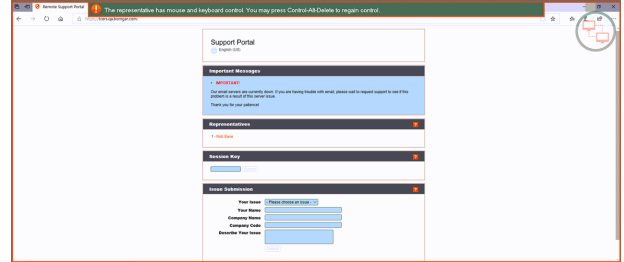 Remote Support Portal
The representative has mouse and keyboard control. You may press Control-Alt-Delete to regain control.
Support Portal
English (US)
Important Messages
IMPORTANT!
Our email servers are currently down. If you are having trouble with email, please wait to request support to see if this
problem is a result of this server issue.
Thank you for your patience!
Representatives
?
Session Key
?
Issue Submission
?
Your Issue
- Please choose an issue -
Your Name
Company Name
Company Code
Describe Your Issue